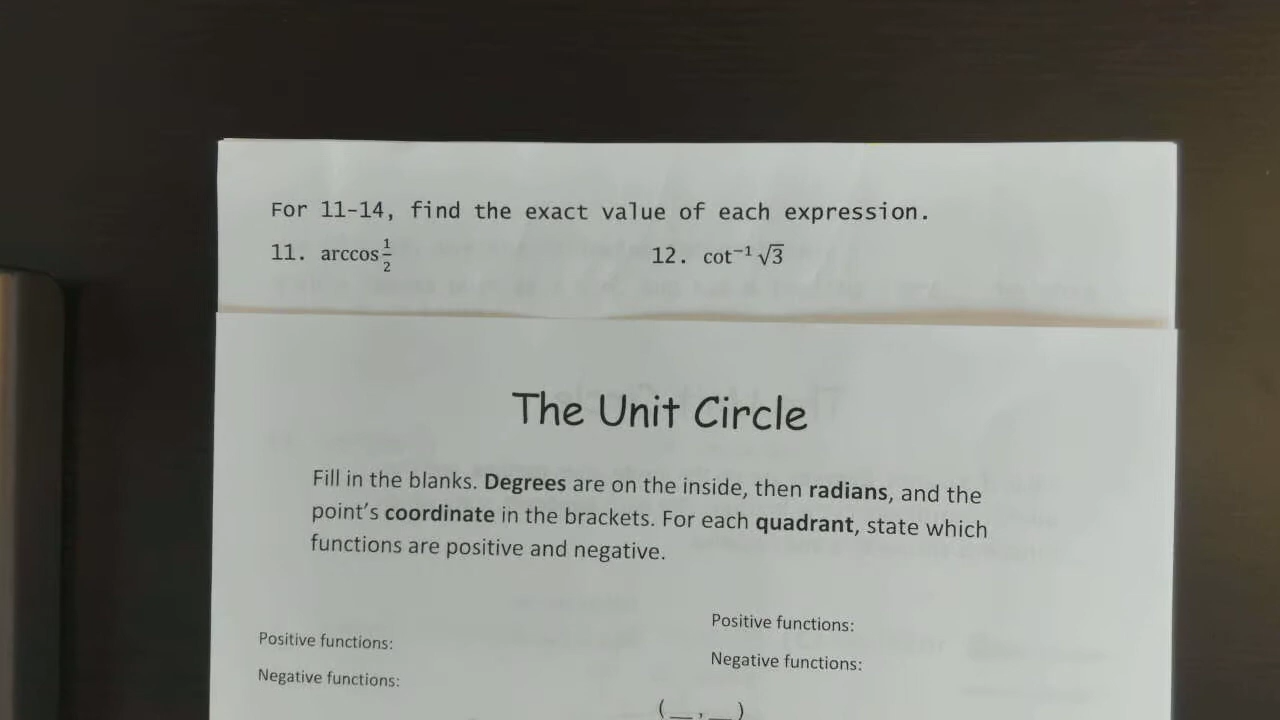 For 11-14, find the exact value of each expression.
11. arccos 1/2 12. cot⁻¹ √3
The Unit Circle
Fill in the blanks. Degrees are on the inside, then radians, and the
point's coordinate in the brackets. For each quadrant, state which
functions are positive and negative.
Positive functions:
Negative functions:
Positive functions:
Negative functions:
(__,__)